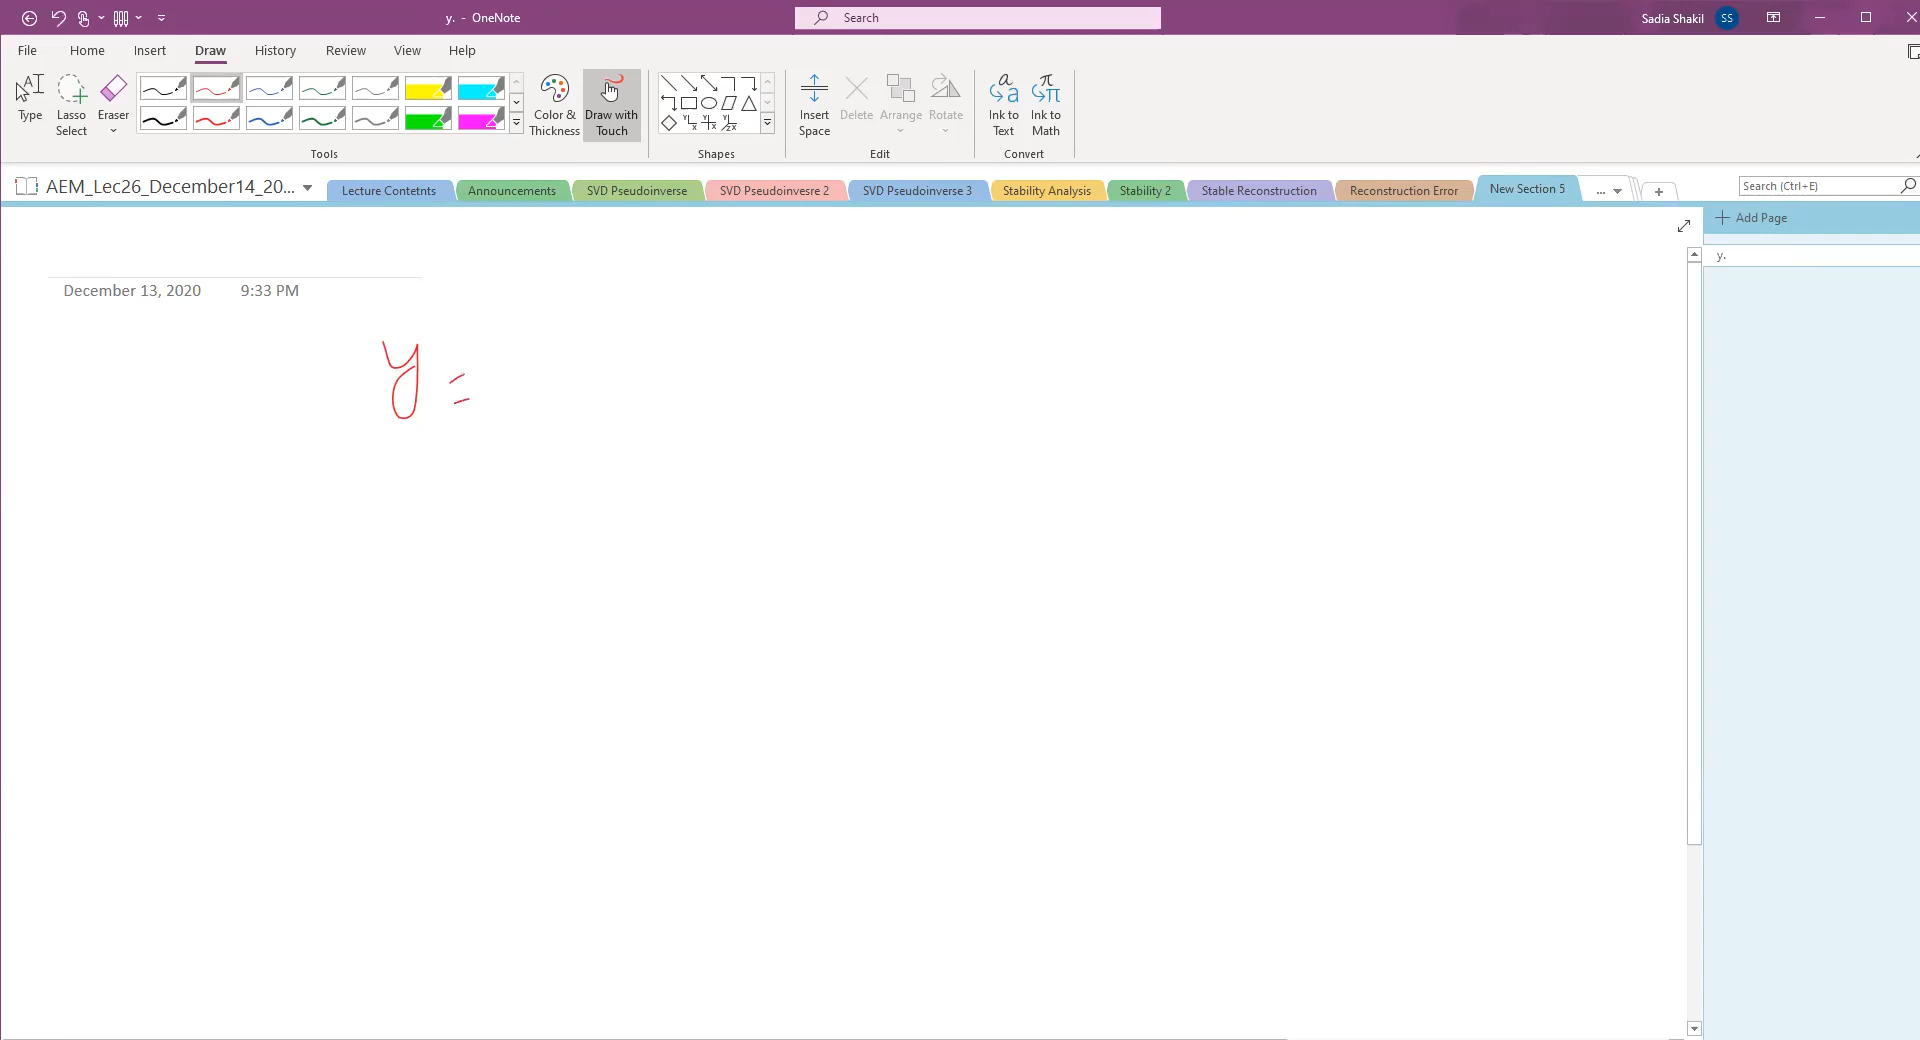 y. - OneNote
Search
Sadia Shakil SS
File Home Insert Draw History Review View Help
Type
Lasso Select
Eraser
Color & Thickness
Draw with Touch
Insert Space
Delete
Arrange
Rotate
Ink to Text
Ink to Math
Tools
Shapes
Edit
Convert
AEM_Lec26_December14_20...
Lecture Contetnts
Announcements
SVD Pseudoinverse
SVD Pseudoinvesre 2
SVD Pseudoinverse 3
Stability Analysis
Stability 2
Stable Reconstruction
Reconstruction Error
New Section 5
...
Search (Ctrl+E)
Add Page
y.
December 13, 2020 9:33 PM
y =